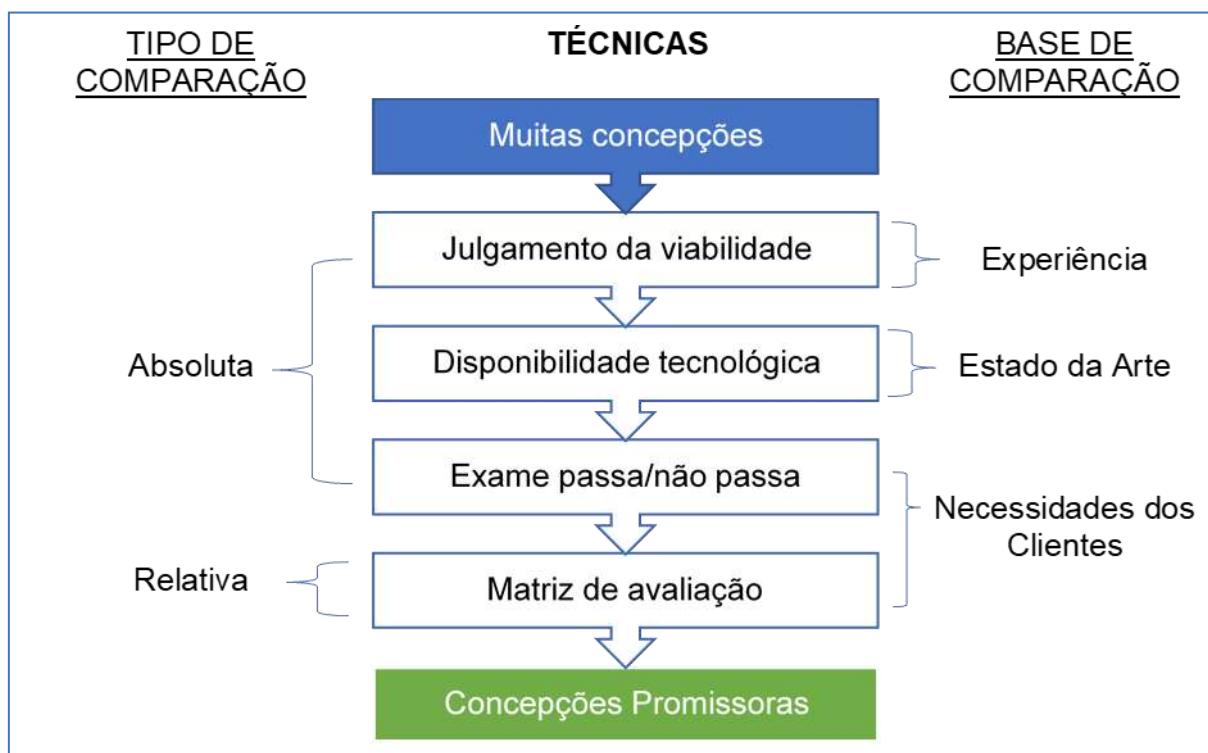 TIPO DE
COMPARAÇÃO
TÉCNICAS
BASE DE
COMPARAÇÃO
Muitas concepções
Julgamento da viabilidade
Experiência
Absoluta
Disponibilidade tecnológica
Estado da Arte
Exame passa/não passa
Necessidades dos
Clientes
Relativa
Matriz de avaliação
Concepções Promissoras